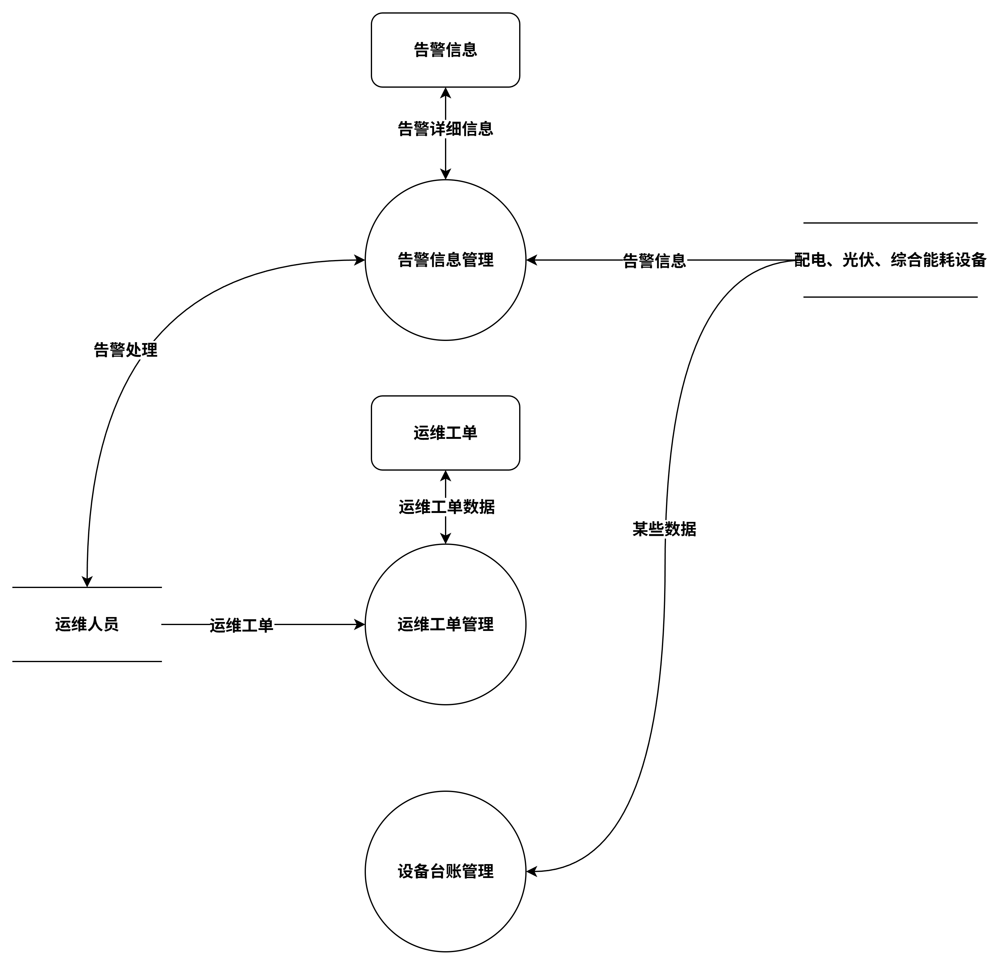 告警信息
告警详细信息
告警信息管理
告警信息
配电、光伏、综合能耗设备
告警处理
运维工单
运维工单数据
某些数据
运维人员
运维工单
运维工单管理
设备台账管理